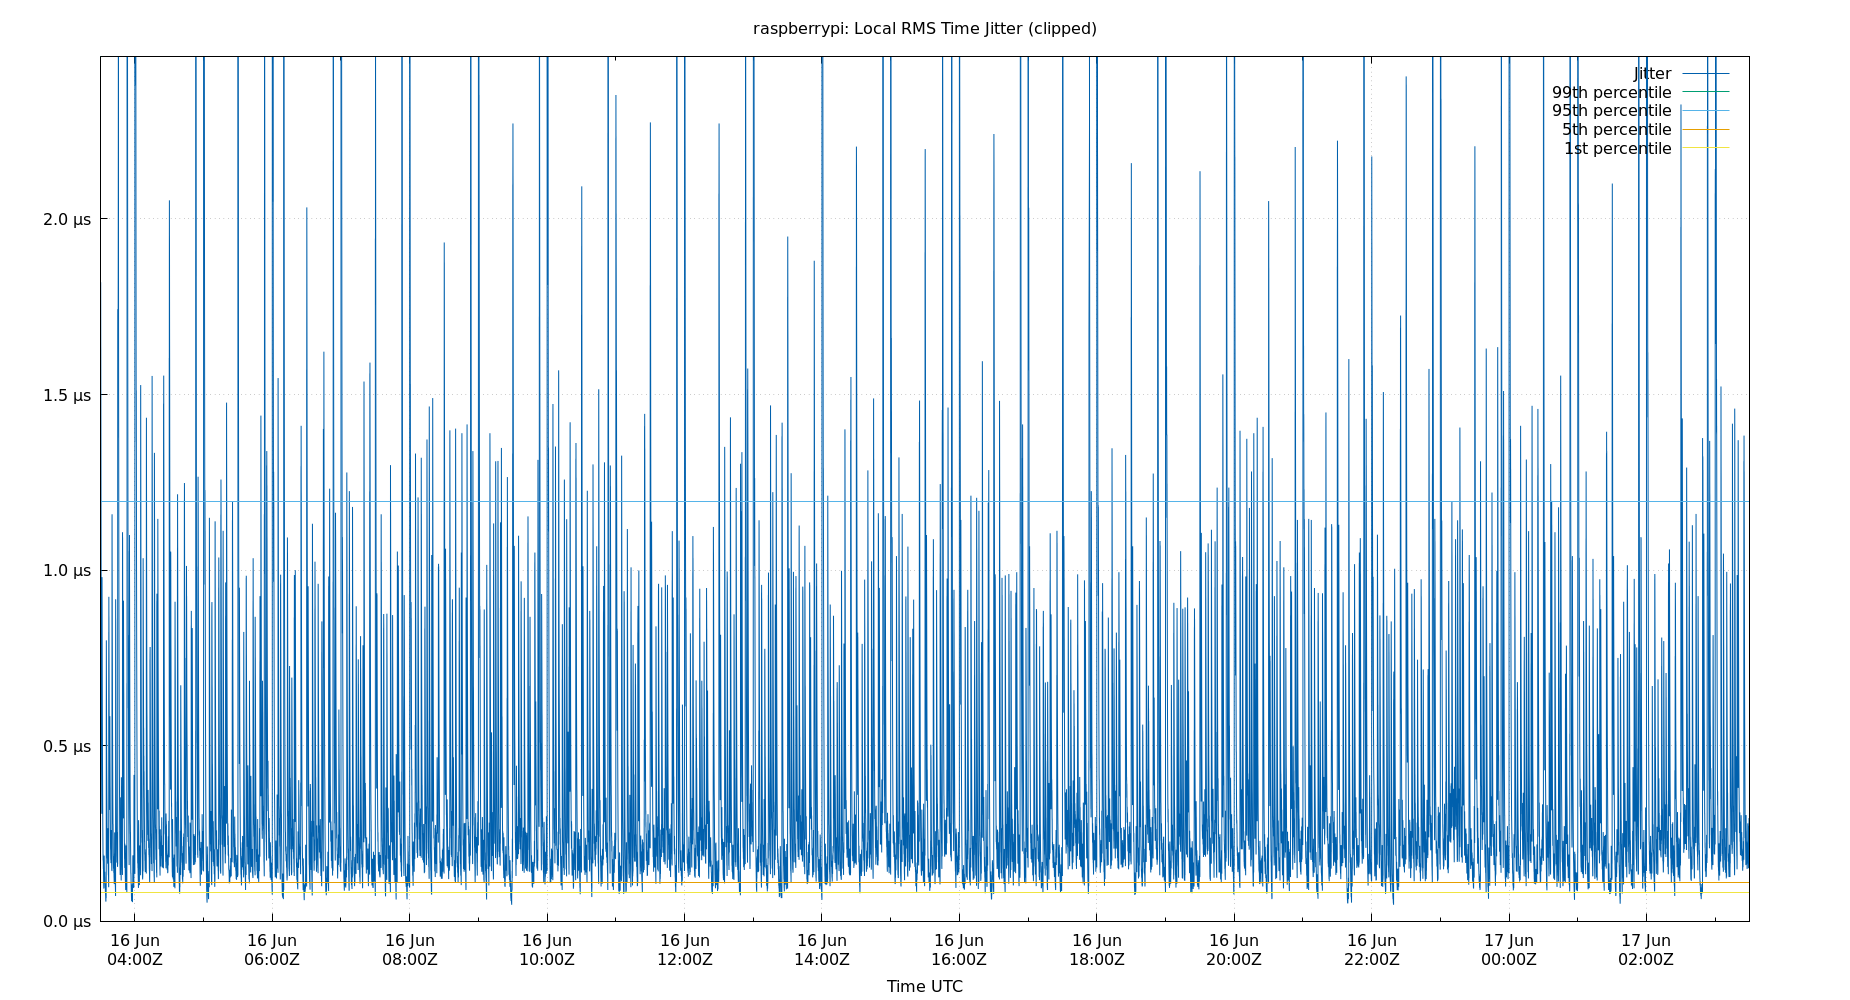 raspberrypi: Local RMS Time Jitter (clipped)
Jitter
99th percentile
95th percentile
5th percentile
1st percentile
2.0 µs
1.5 µs
1.0 µs
0.5 µs
0.0 µs
16 Jun 16 Jun 16 Jun 16 Jun 16 Jun 16 Jun 16 Jun 16 Jun 16 Jun 16 Jun 17 Jun 17 Jun
04:00Z 06:00Z 08:00Z 10:00Z 12:00Z 14:00Z 16:00Z 18:00Z 20:00Z 22:00Z 00:00Z 02:00Z
Time UTC